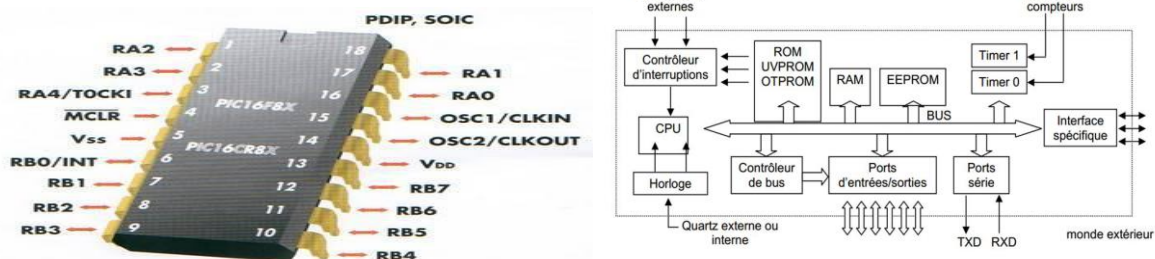 PDIP, SOIC
RA2
RA3
RA4/T0CKI
MCLR
Vss
RB0/INT
RB1
RB2
RB3
1
2
3
4
5
6
7
8
9
PIC16F8X
PIC16CR8X
18
17
16
15
14
13
12
11
10
RA1
RA0
OSC1/CLKIN
OSC2/CLKOUT
VDD
RB7
RB6
RB5
RB4
externes
compteurs
Contrôleur
d'interruptions
ROM
UVPROM
OTPROM
RAM
EEPROM
Timer 1
Timer 0
BUS
CPU
Interface
spécifique
Horloge
Contrôleur
de bus
Ports
d'entrées/sorties
Ports
série
Quartz externe ou
interne
TXD
RXD
monde extérieur